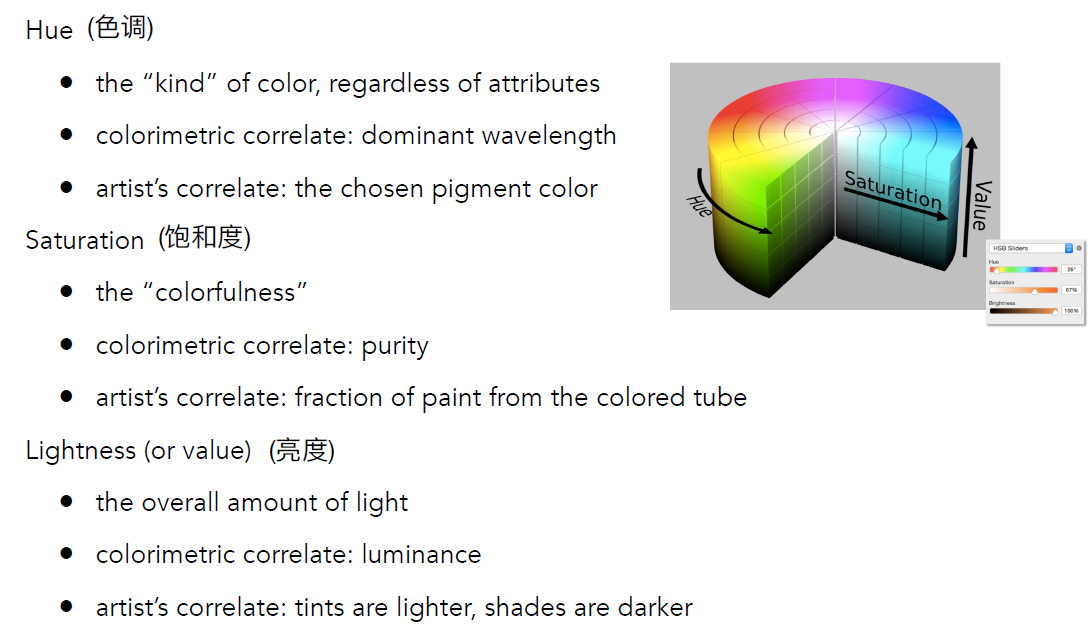 Hue (色调)
● the “kind” of color, regardless of attributes
● colorimetric correlate: dominant wavelength
● artist’s correlate: the chosen pigment color
Saturation (饱和度)
● the “colorfulness”
● colorimetric correlate: purity
● artist’s correlate: fraction of paint from the colored tube
Lightness (or value) (亮度)
● the overall amount of light
● colorimetric correlate: luminance
● artist’s correlate: tints are lighter, shades are darker
Hue
Saturation
Value
HSB Sliders
Hue
26°
Saturation
67%
Brightness
100%